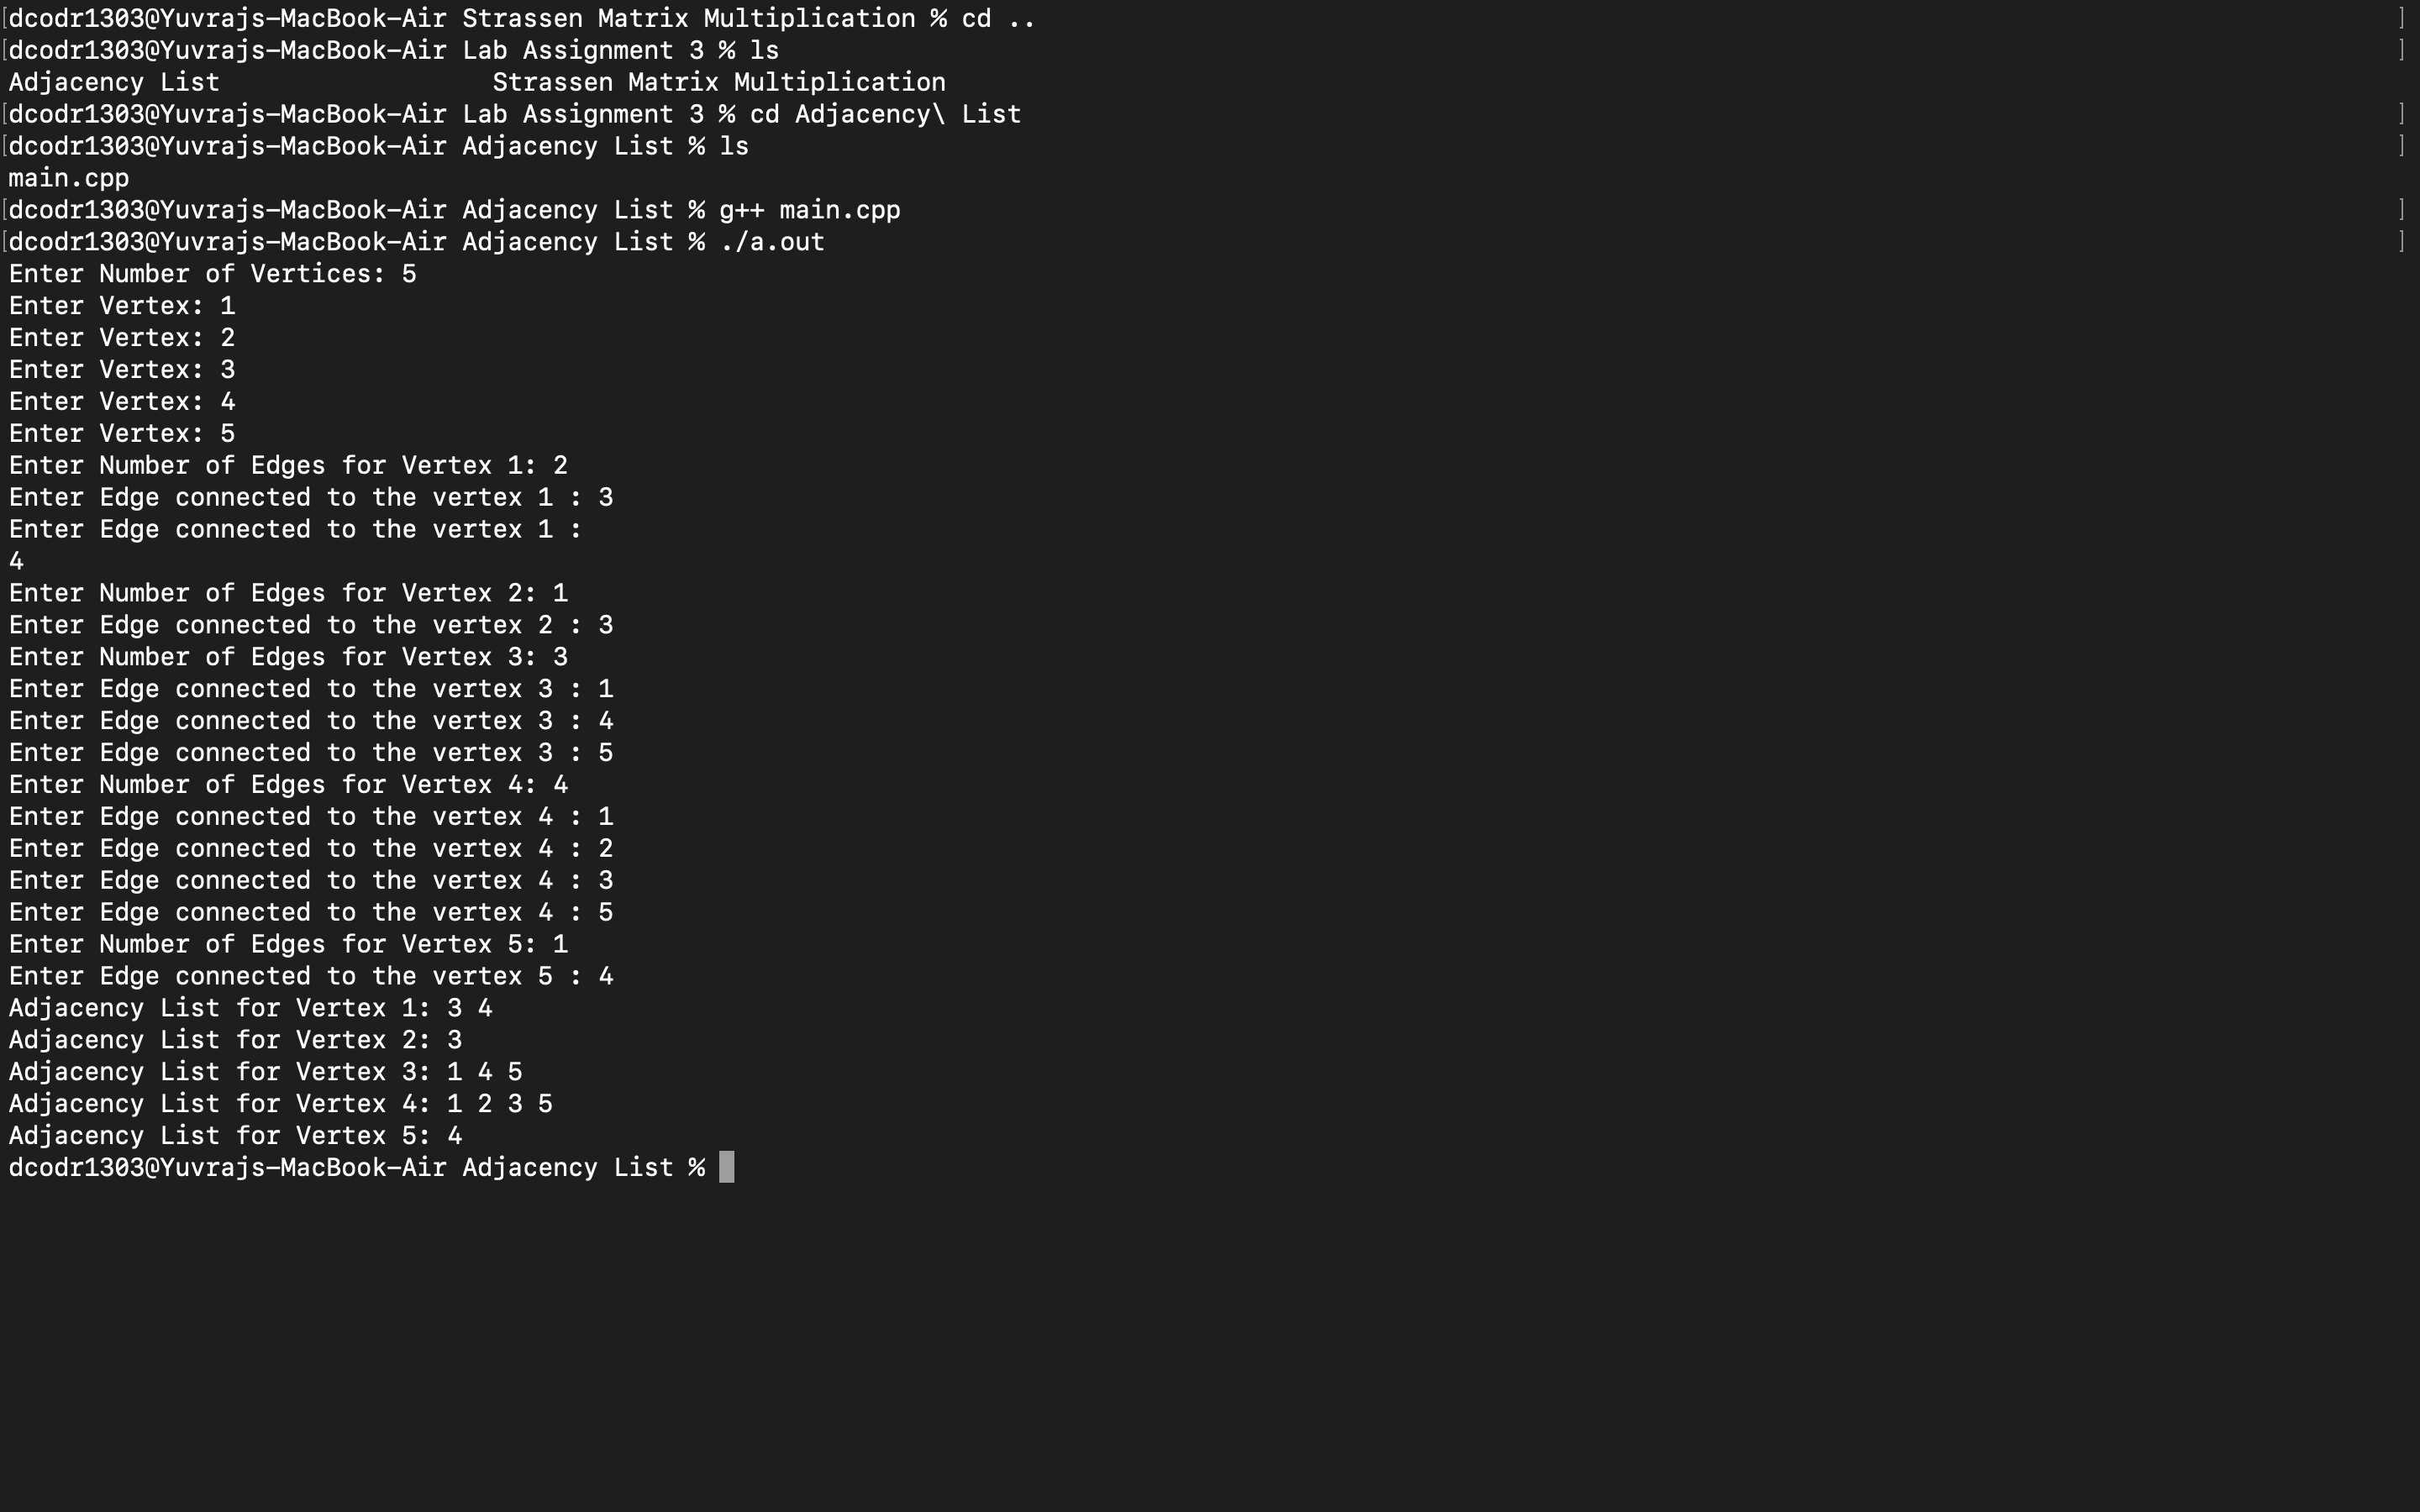 [dcodr1303@Yuvrajs-MacBook-Air Strassen Matrix Multiplication % cd .. ]
[dcodr1303@Yuvrajs-MacBook-Air Lab Assignment 3 % ls ]
Adjacency List Strassen Matrix Multiplication
[dcodr1303@Yuvrajs-MacBook-Air Lab Assignment 3 % cd Adjacency\ List ]
[dcodr1303@Yuvrajs-MacBook-Air Adjacency List % ls ]
main.cpp
[dcodr1303@Yuvrajs-MacBook-Air Adjacency List % g++ main.cpp ]
[dcodr1303@Yuvrajs-MacBook-Air Adjacency List % ./a.out ]
Enter Number of Vertices: 5
Enter Vertex: 1
Enter Vertex: 2
Enter Vertex: 3
Enter Vertex: 4
Enter Vertex: 5
Enter Number of Edges for Vertex 1: 2
Enter Edge connected to the vertex 1 : 3
Enter Edge connected to the vertex 1 :
4
Enter Number of Edges for Vertex 2: 1
Enter Edge connected to the vertex 2 : 3
Enter Number of Edges for Vertex 3: 3
Enter Edge connected to the vertex 3 : 1
Enter Edge connected to the vertex 3 : 4
Enter Edge connected to the vertex 3 : 5
Enter Number of Edges for Vertex 4: 4
Enter Edge connected to the vertex 4 : 1
Enter Edge connected to the vertex 4 : 2
Enter Edge connected to the vertex 4 : 3
Enter Edge connected to the vertex 4 : 5
Enter Number of Edges for Vertex 5: 1
Enter Edge connected to the vertex 5 : 4
Adjacency List for Vertex 1: 3 4
Adjacency List for Vertex 2: 3
Adjacency List for Vertex 3: 1 4 5
Adjacency List for Vertex 4: 1 2 3 5
Adjacency List for Vertex 5: 4
dcodr1303@Yuvrajs-MacBook-Air Adjacency List %